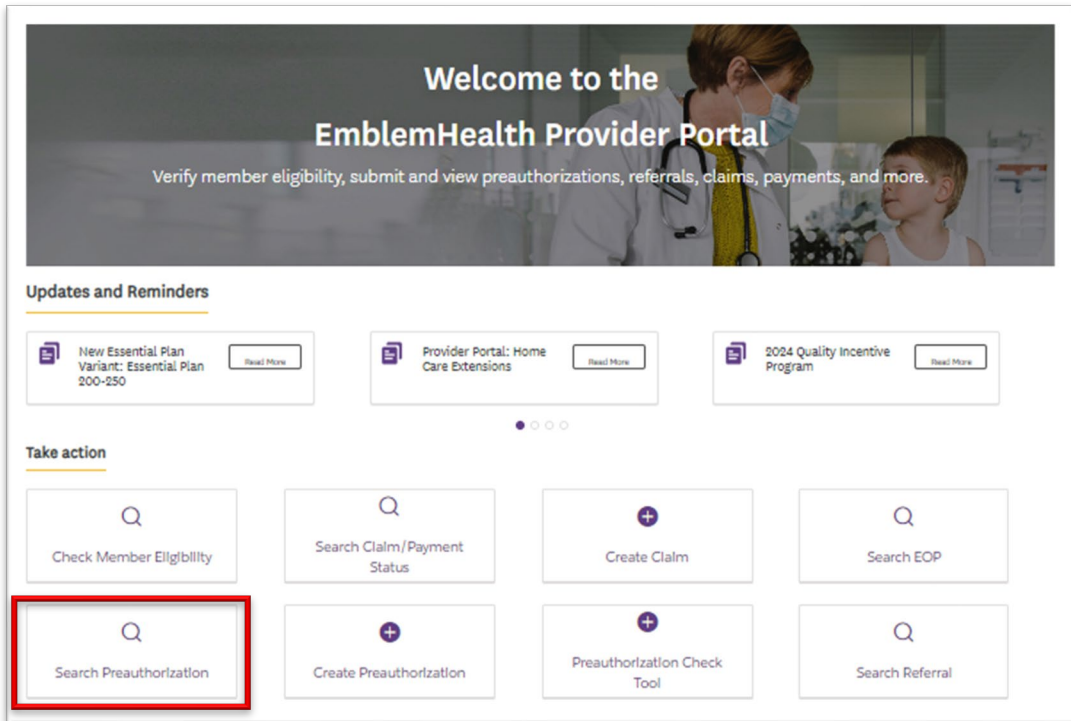 Welcome to the
EmblemHealth Provider Portal
Verify member eligibility, submit and view preauthorizations, referrals, claims, payments, and more.
Updates and Reminders
New Essential Plan
Variant: Essential Plan
200-250
Read More
Provider Portal: Home
Care Extensions
Read More
2024 Quality Incentive
Program
Read More
Take action
Check Member Eligibility
Search Claim/Payment
Status
Create Claim
Search EOP
Search Preauthorization
Create Preauthorization
Preauthorization Check
Tool
Search Referral